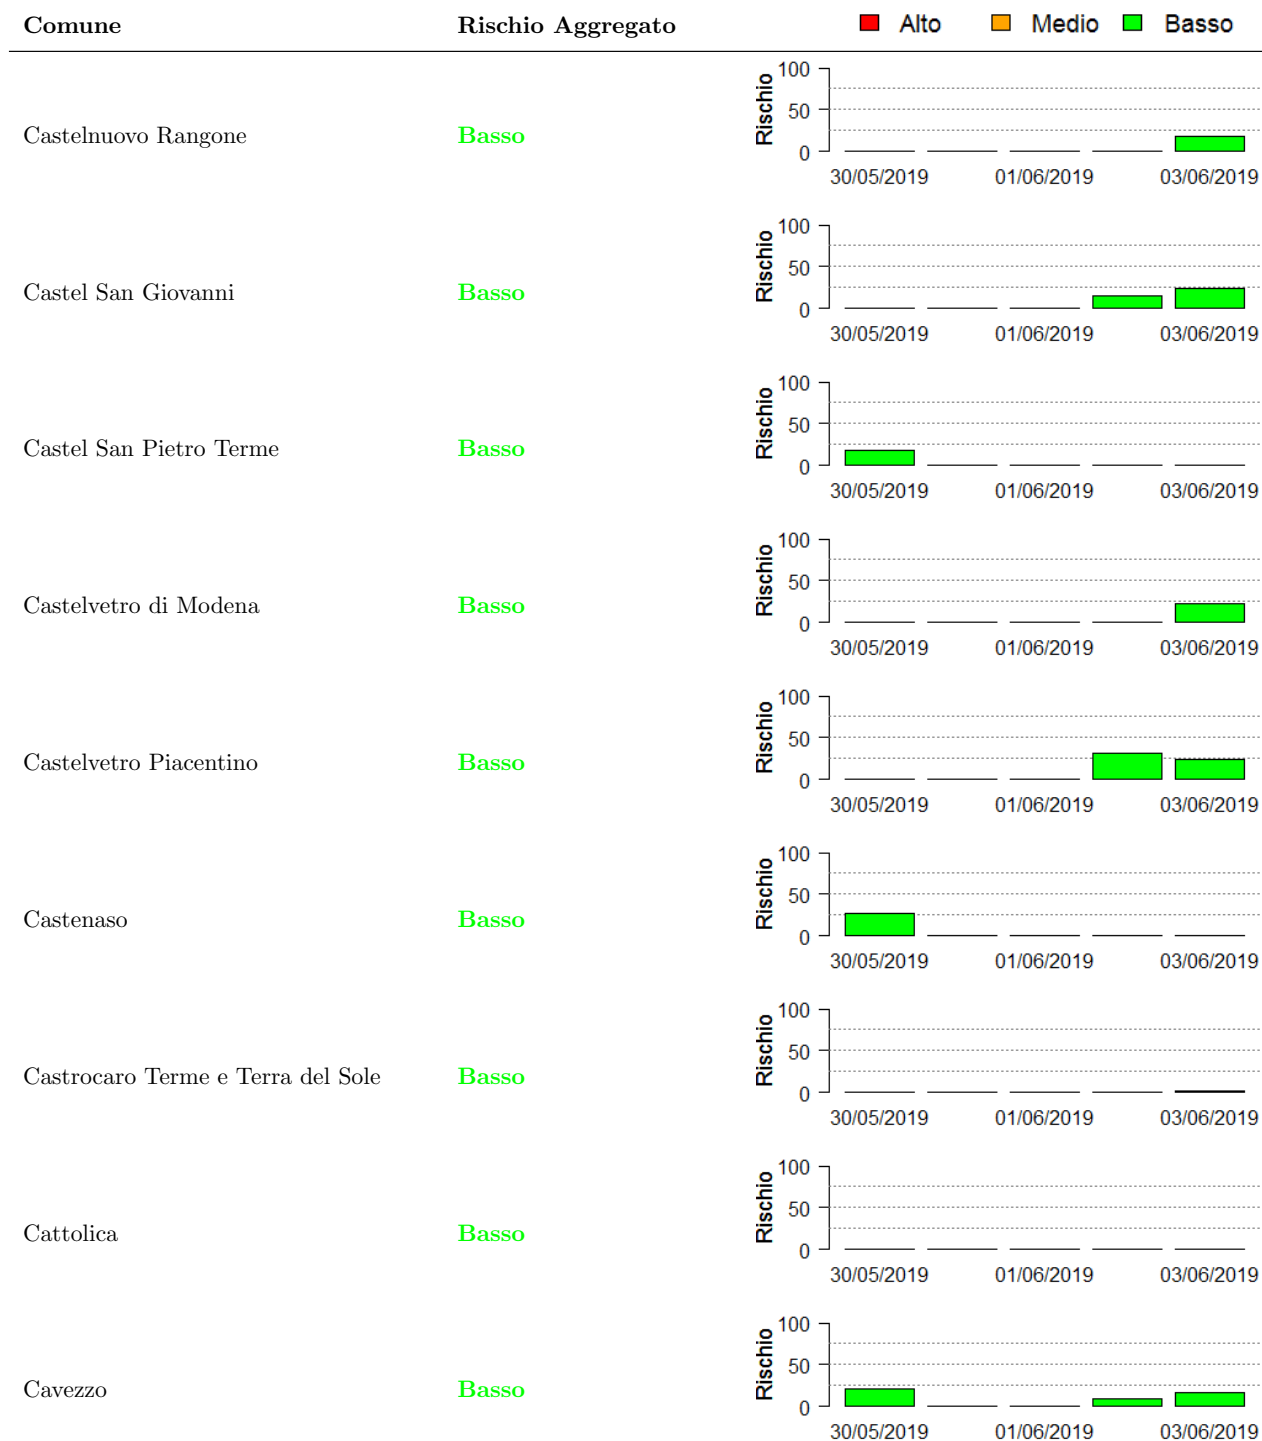 Comune Rischio Aggregato Alto Medio Basso
Castelnuovo Rangone Basso Rischio 100 50 0
30/05/2019 01/06/2019 03/06/2019
Castel San Giovanni Basso Rischio 100 50 0
30/05/2019 01/06/2019 03/06/2019
Castel San Pietro Terme Basso Rischio 100 50 0
30/05/2019 01/06/2019 03/06/2019
Castelvetro di Modena Basso Rischio 100 50 0
30/05/2019 01/06/2019 03/06/2019
Castelvetro Piacentino Basso Rischio 100 50 0
30/05/2019 01/06/2019 03/06/2019
Castenaso Basso Rischio 100 50 0
30/05/2019 01/06/2019 03/06/2019
Castrocaro Terme e Terra del Sole Basso Rischio 100 50 0
30/05/2019 01/06/2019 03/06/2019
Cattolica Basso Rischio 100 50 0
30/05/2019 01/06/2019 03/06/2019
Cavezzo Basso Rischio 100 50 0
30/05/2019 01/06/2019 03/06/2019